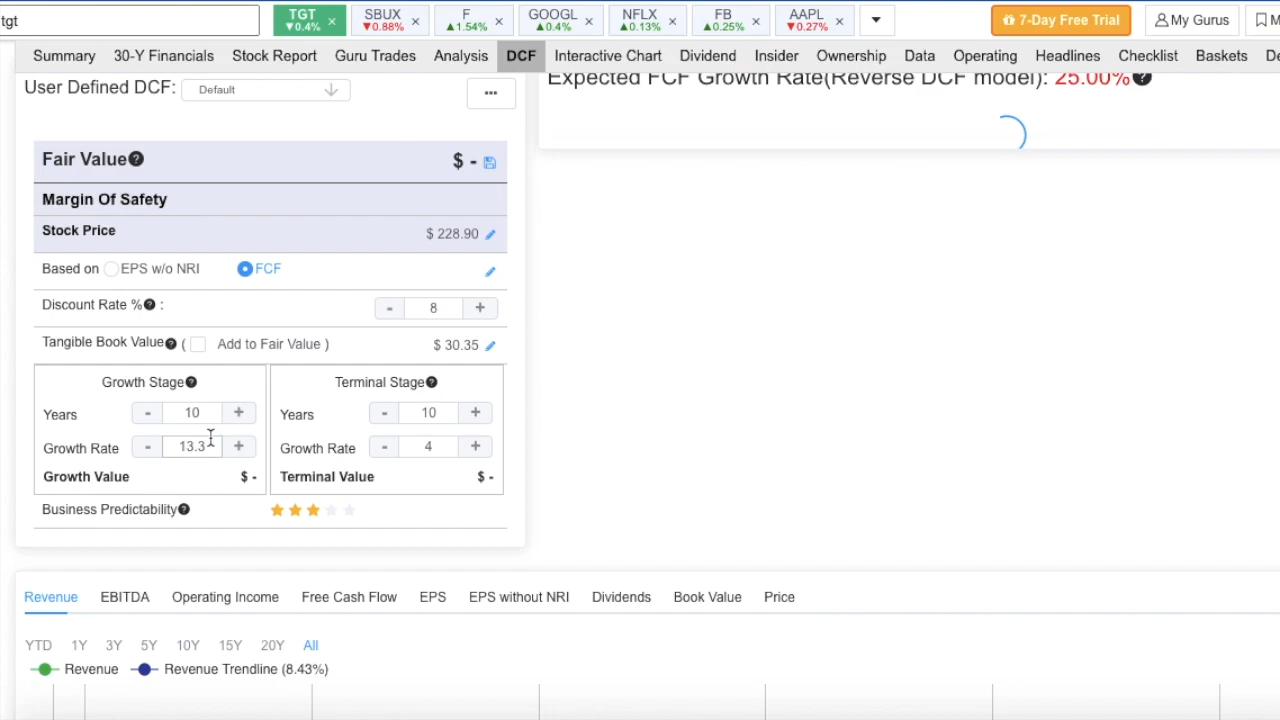 tgt
TGT × SBUX × F × GOOGL × NFLX × FB × AAPL × 7-Day Free Trial My Gurus M
▼0.4% ▼0.88% ▲1.54% ▲0.4% ▲0.13% ▲0.25% ▼0.27%
Summary 30-Y Financials Stock Report Guru Trades Analysis DCF Interactive Chart Dividend Insider Ownership Data Operating Headlines Checklist Baskets De
User Defined DCF: Default ... Expected FCF Growth Rate(Reverse DCF model): 25.00% ?
Fair Value ? $ -
Margin Of Safety
Stock Price $ 228.90
Based on EPS w/o NRI FCF
Discount Rate % ? : - 8 +
Tangible Book Value ? ( Add to Fair Value ) $ 30.35
Growth Stage ? Terminal Stage ?
Years - 10 + Years - 10 +
Growth Rate - 13.3 + Growth Rate - 4 +
Growth Value $ - Terminal Value $ -
Business Predictability ?
Revenue EBITDA Operating Income Free Cash Flow EPS EPS without NRI Dividends Book Value Price
YTD 1Y 3Y 5Y 10Y 15Y 20Y All
Revenue Revenue Trendline (8.43%)